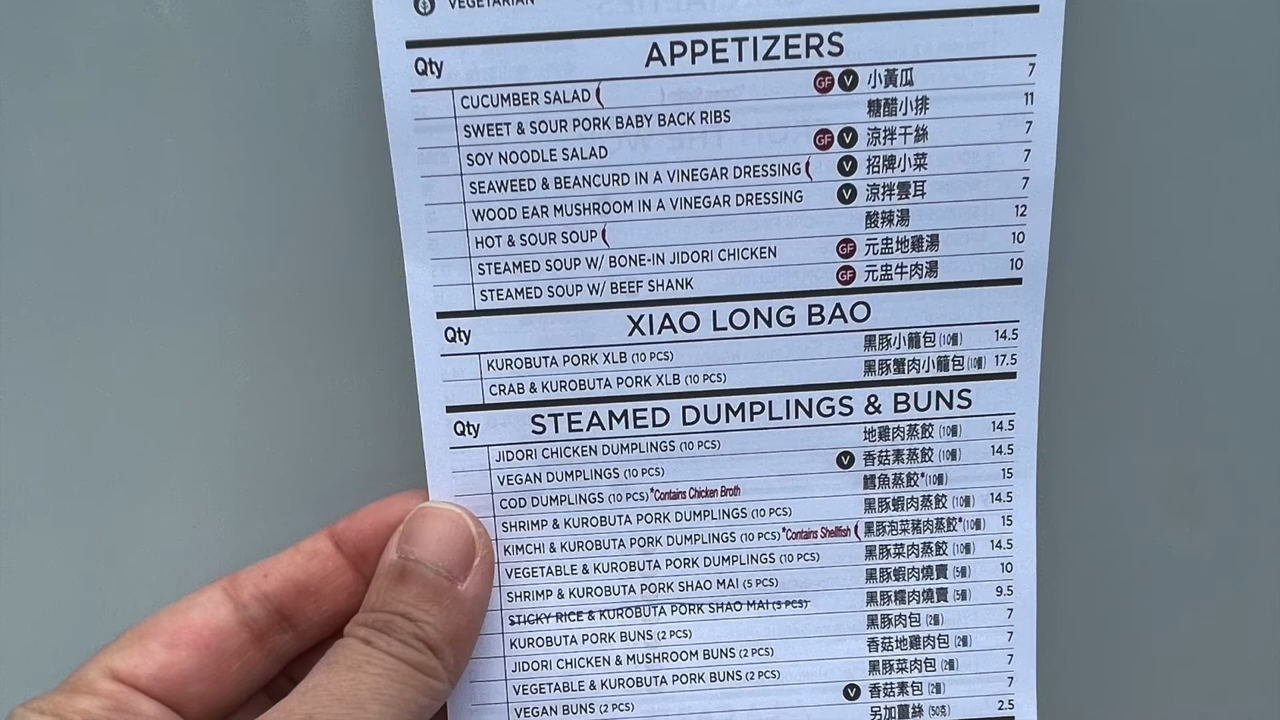 VEGETARIAN
Qty APPETIZERS
CUCUMBER SALAD GF V 小黃瓜 7
SWEET & SOUR PORK BABY BACK RIBS 糖醋小排 11
SOY NOODLE SALAD GF V 涼拌干絲 7
SEAWEED & BEANCURD IN A VINEGAR DRESSING V 招牌小菜 7
WOOD EAR MUSHROOM IN A VINEGAR DRESSING V 涼拌雲耳 7
HOT & SOUR SOUP 酸辣湯 12
STEAMED SOUP W/ BONE-IN JIDORI CHICKEN GF 元盅地雞湯 10
STEAMED SOUP W/ BEEF SHANK GF 元盅牛肉湯 10
Qty XIAO LONG BAO
KUROBUTA PORK XLB (10 PCS) 黑豚小籠包 (10個) 14.5
CRAB & KUROBUTA PORK XLB (10 PCS) 黑豚蟹肉小籠包 (10個) 17.5
Qty STEAMED DUMPLINGS & BUNS
JIDORI CHICKEN DUMPLINGS (10 PCS) 地雞肉蒸餃 (10個) 14.5
VEGAN DUMPLINGS (10 PCS) V 香菇素蒸餃 (10個) 14.5
COD DUMPLINGS (10 PCS) *Contains Chicken Broth 鱈魚蒸餃*(10個) 15
SHRIMP & KUROBUTA PORK DUMPLINGS (10 PCS) 黑豚蝦肉蒸餃 (10個) 14.5
KIMCHI & KUROBUTA PORK DUMPLINGS (10 PCS) *Contains Shellfish 黑豚泡菜豬肉蒸餃*(10個) 15
VEGETABLE & KUROBUTA PORK DUMPLINGS (10 PCS) 黑豚菜肉蒸餃 (10個) 14.5
SHRIMP & KUROBUTA PORK SHAO MAI (5 PCS) 黑豚蝦肉燒賣 (5個) 10
STICKY RICE & KUROBUTA PORK SHAO MAI (5 PCS) 黑豚糯肉燒賣 (5個) 9.5
KUROBUTA PORK BUNS (2 PCS) 黑豚肉包 (2個) 7
JIDORI CHICKEN & MUSHROOM BUNS (2 PCS) 香菇地雞肉包 (2個) 7
VEGETABLE & KUROBUTA PORK BUNS (2 PCS) 黑豚菜肉包 (2個) 7
VEGAN BUNS (2 PCS) V 香菇素包 (2個) 7
另加薑絲 (50克) 2.5